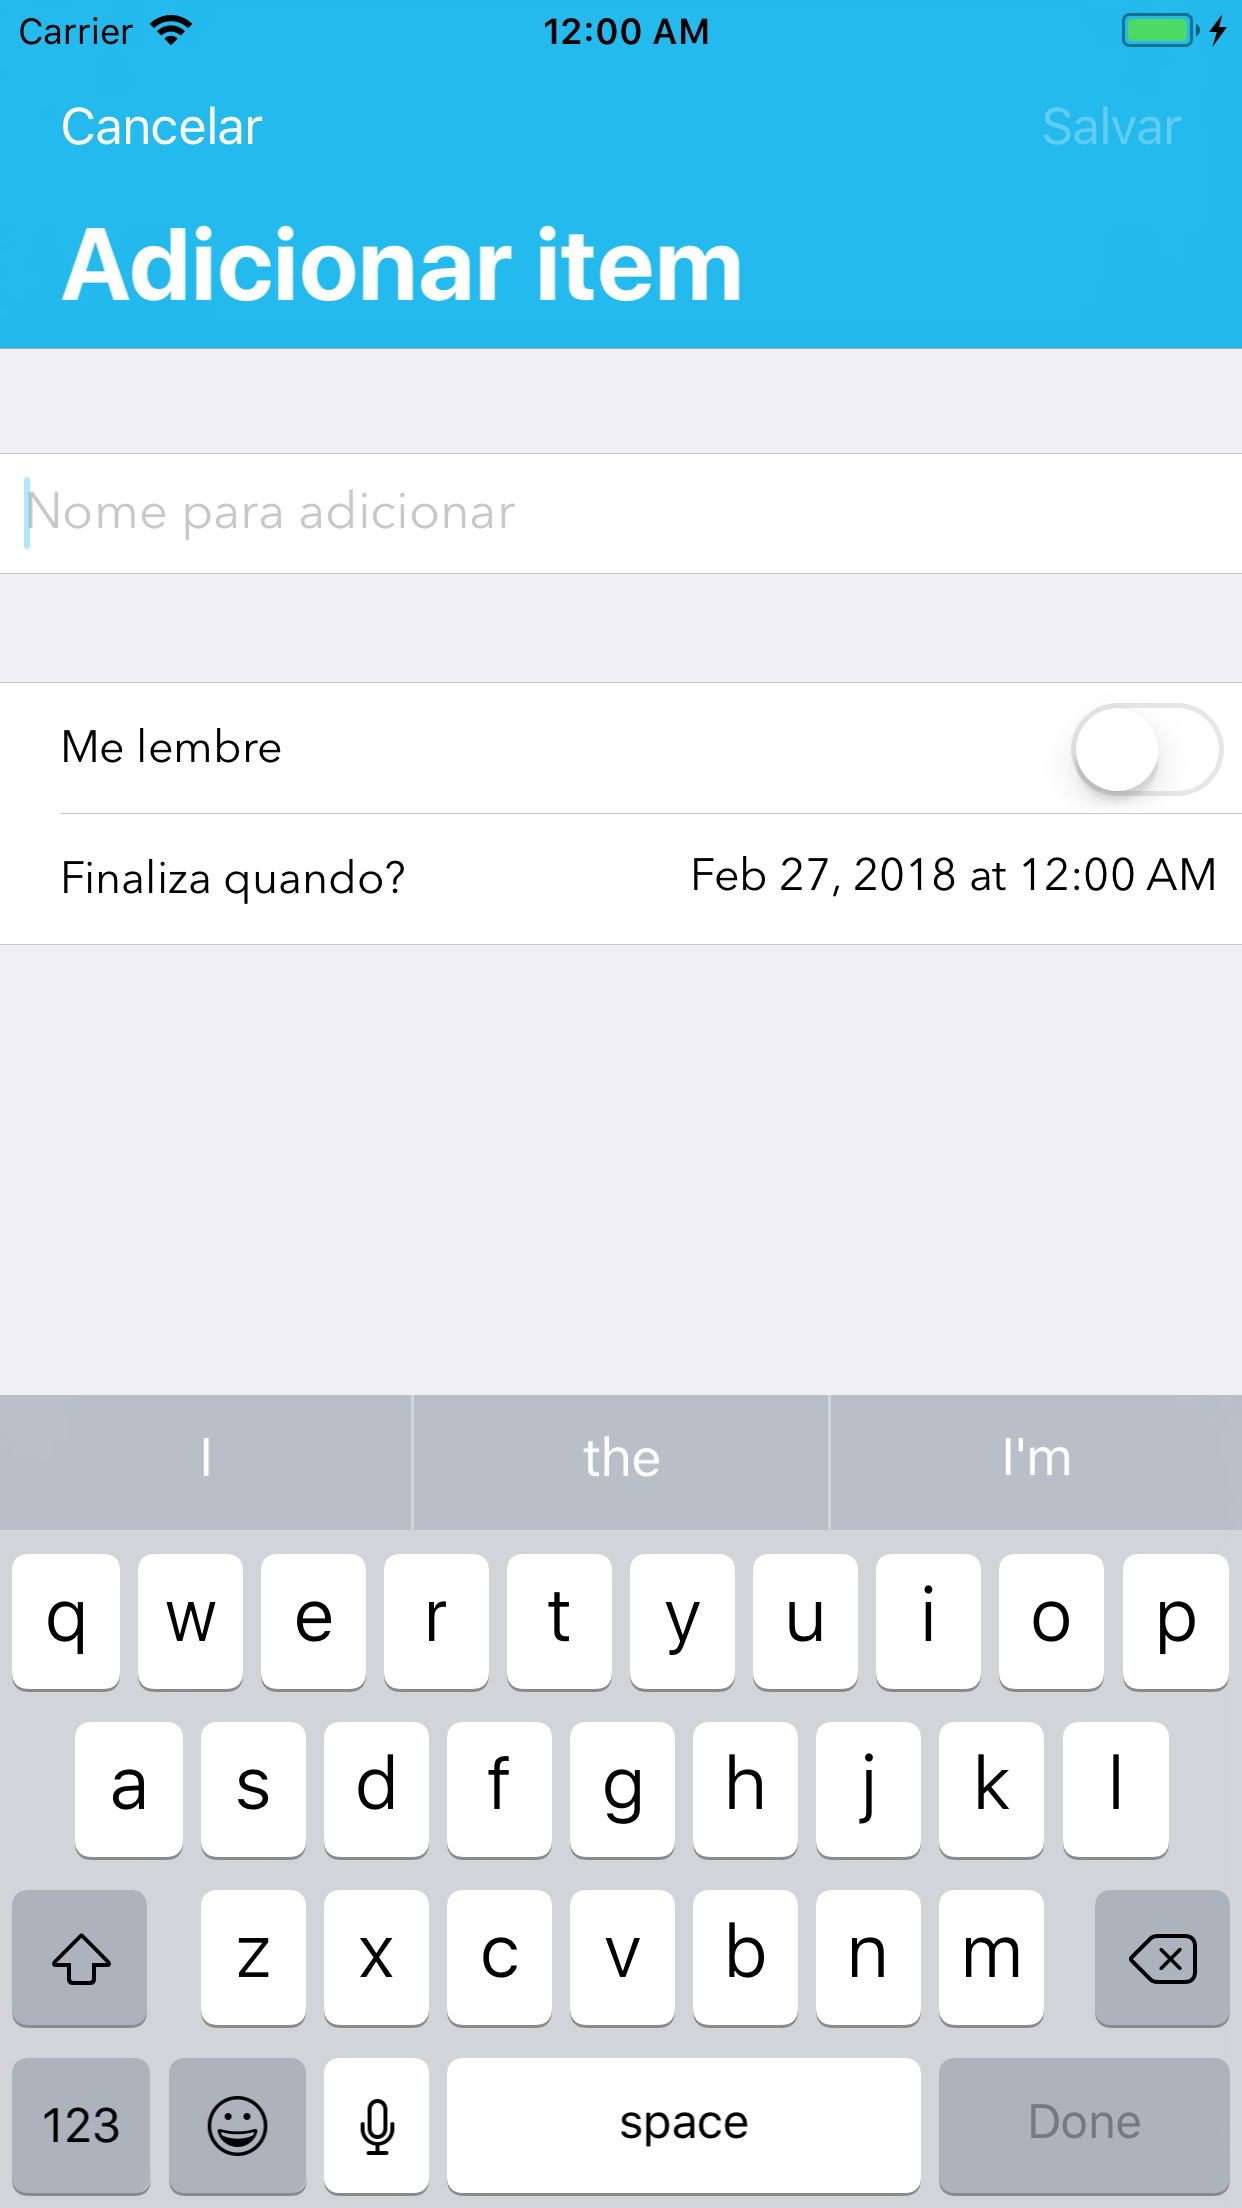 Carrier 12:00 AM
Cancelar Salvar
Adicionar item
Nome para adicionar
Me lembre
Finaliza quando? Feb 27, 2018 at 12:00 AM
I the I'm
q w e r t y u i o p
a s d f g h j k l
z x c v b n m
123 space Done